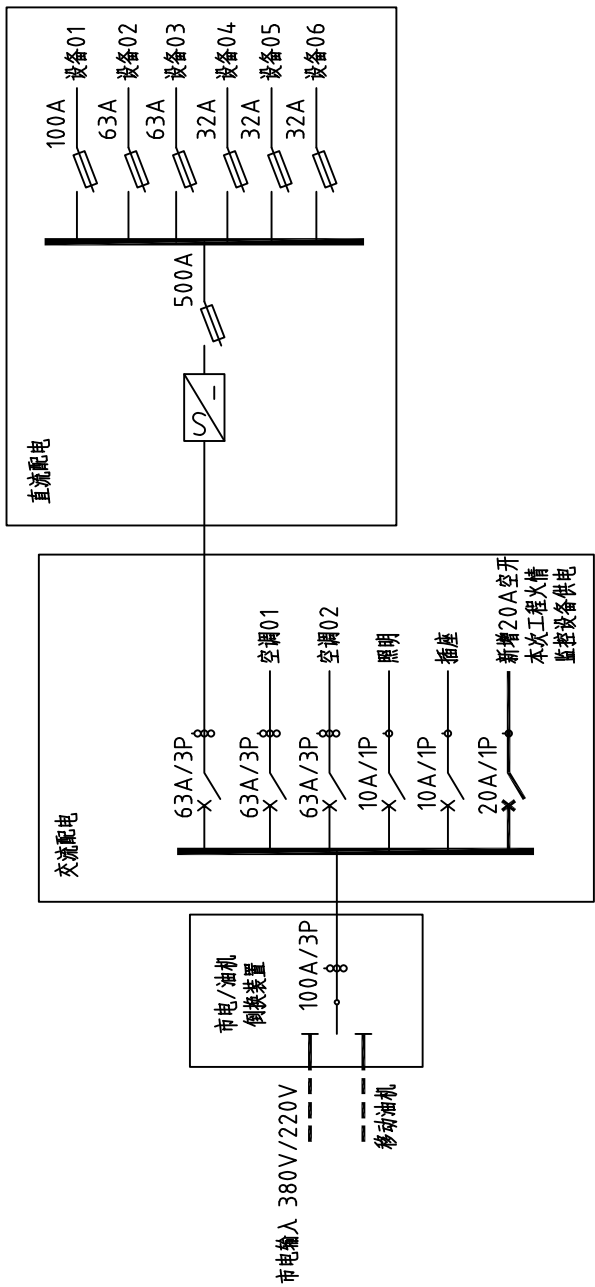 市电输入 380V/220V
移动油机
市电/油机
倒换装置
100A/3P
交流配电
63A/3P
63A/3P
空调01
63A/3P
空调02
10A/1P
照明
10A/1P
插座
20A/1P
新增20A空开
本次工程火情
监控设备供电
直流配电
S
500A
100A
设备01
63A
设备02
63A
设备03
32A
设备04
32A
设备05
32A
设备06